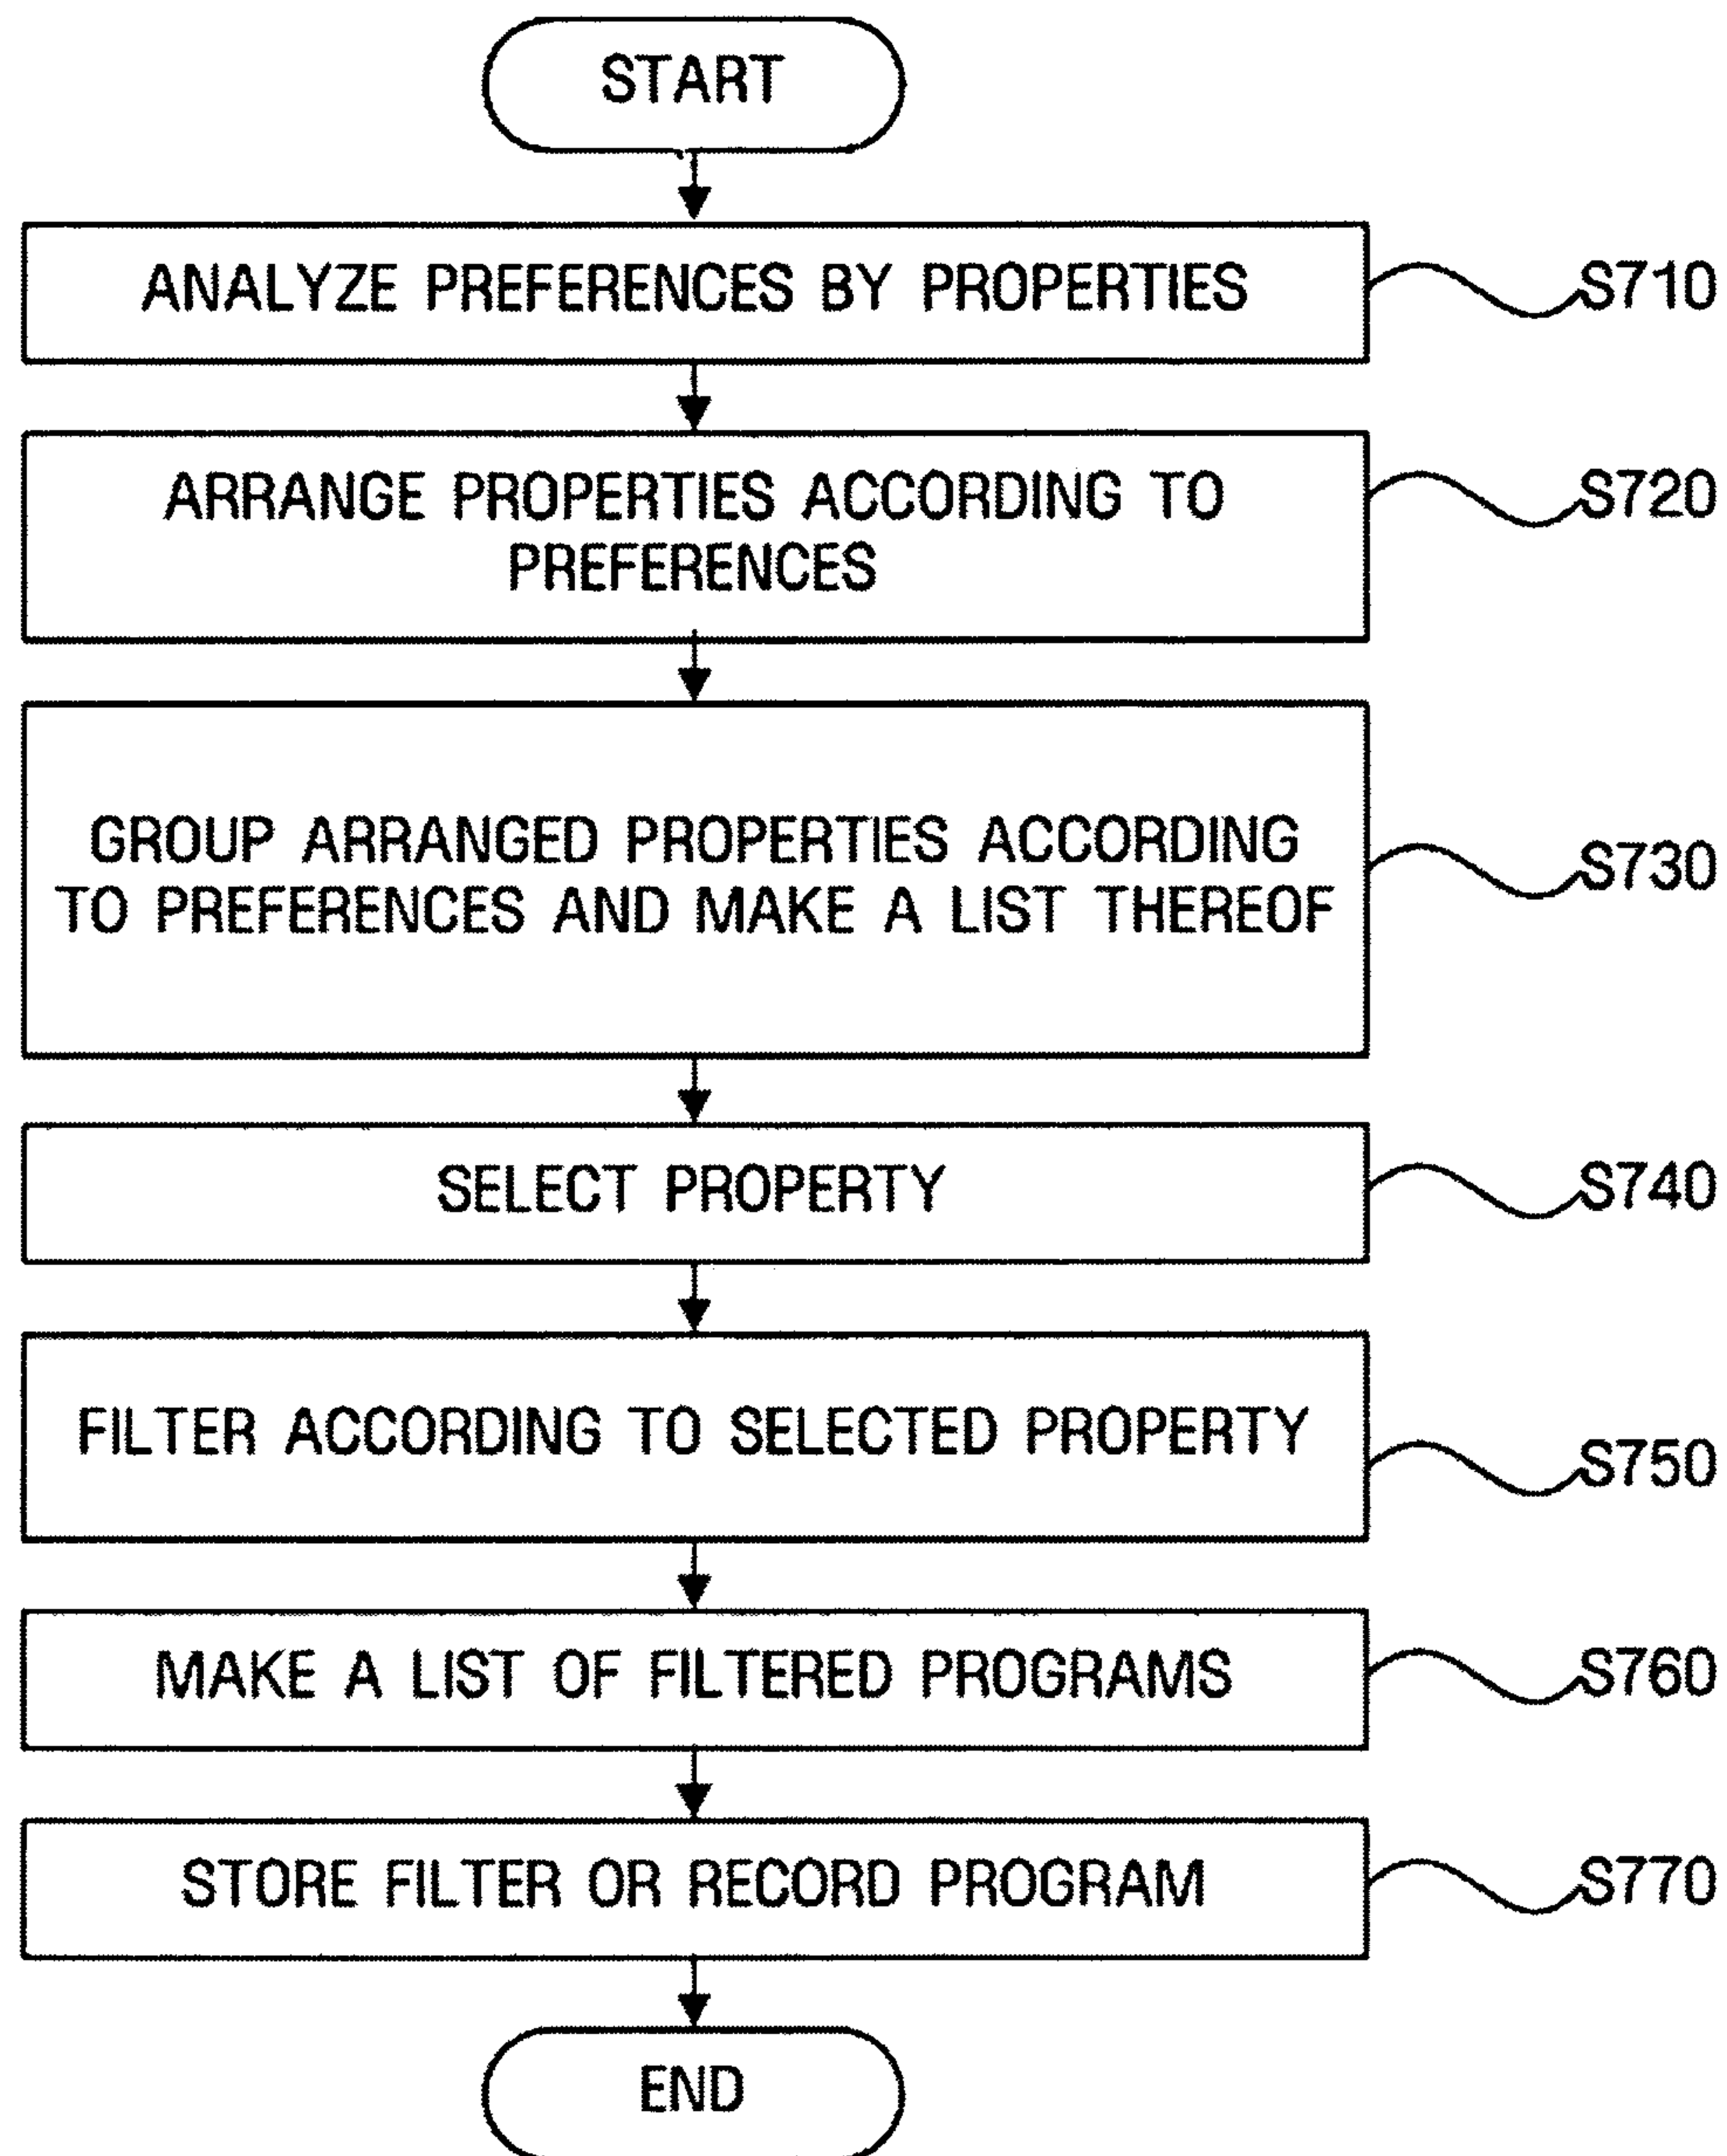 START
ANALYZE PREFERENCES BY PROPERTIES
S710
ARRANGE PROPERTIES ACCORDING TO
PREFERENCES
S720
GROUP ARRANGED PROPERTIES ACCORDING
TO PREFERENCES AND MAKE A LIST THEREOF
S730
SELECT PROPERTY
S740
FILTER ACCORDING TO SELECTED PROPERTY
S750
MAKE A LIST OF FILTERED PROGRAMS
S760
STORE FILTER OR RECORD PROGRAM
S770
END